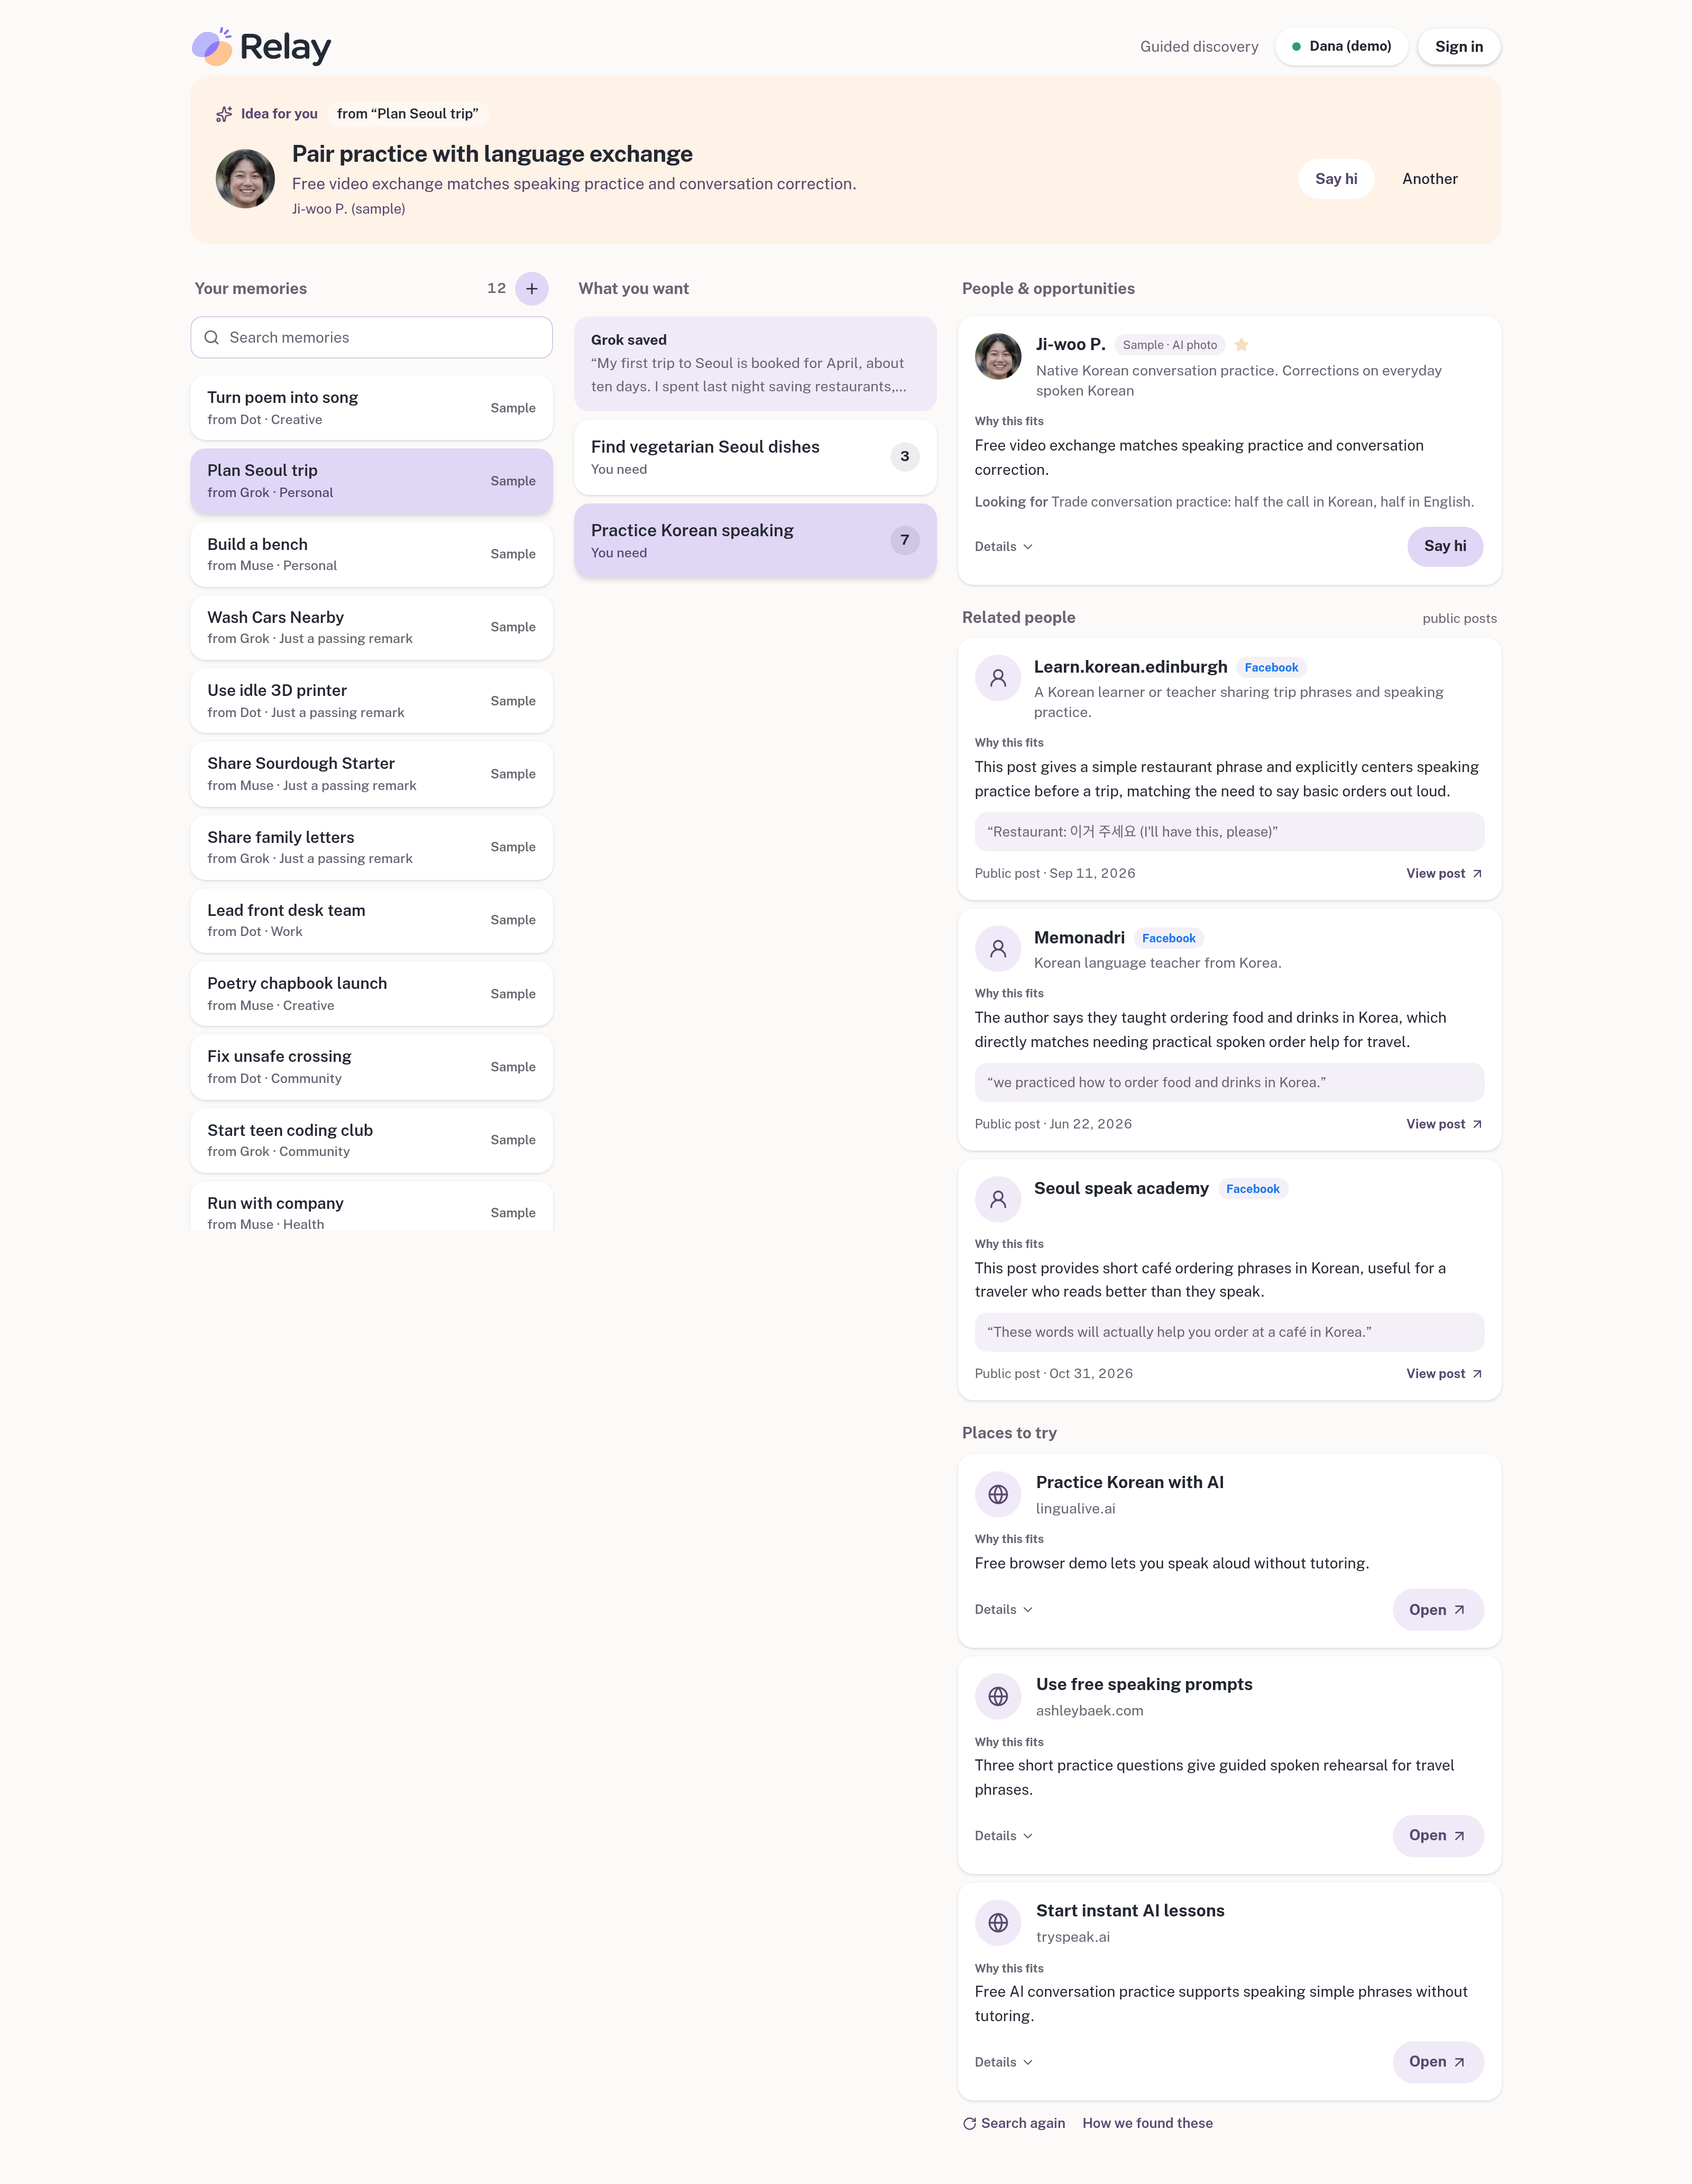 Relay
Guided discovery
Dana (demo)
Sign in
Idea for you
from “Plan Seoul trip”
Pair practice with language exchange
Free video exchange matches speaking practice and conversation correction.
Ji-woo P. (sample)
Say hi
Another
Your memories
12
Search memories
Turn poem into song
from Dot · Creative
Sample
Plan Seoul trip
from Grok · Personal
Sample
Build a bench
from Muse · Personal
Sample
Wash Cars Nearby
from Grok · Just a passing remark
Sample
Use idle 3D printer
from Dot · Just a passing remark
Sample
Share Sourdough Starter
from Muse · Just a passing remark
Sample
Share family letters
from Grok · Just a passing remark
Sample
Lead front desk team
from Dot · Work
Sample
Poetry chapbook launch
from Muse · Creative
Sample
Fix unsafe crossing
from Dot · Community
Sample
Start teen coding club
from Grok · Community
Sample
Run with company
from Muse · Health
Sample
What you want
Grok saved
“My first trip to Seoul is booked for April, about
ten days. I spent last night saving restaurants,...
Find vegetarian Seoul dishes
You need
3
Practice Korean speaking
You need
7
People & opportunities
Ji-woo P.
Sample · AI photo
Native Korean conversation practice. Corrections on everyday
spoken Korean
Why this fits
Free video exchange matches speaking practice and conversation
correction.
Looking for Trade conversation practice: half the call in Korean, half in English.
Details
Say hi
Related people
public posts
Learn.korean.edinburgh
Facebook
A Korean learner or teacher sharing trip phrases and speaking
practice.
Why this fits
This post gives a simple restaurant phrase and explicitly centers speaking
practice before a trip, matching the need to say basic orders out loud.
“Restaurant: 이거 주세요 (I'll have this, please)”
Public post · Sep 11, 2026
View post
Memonadri
Facebook
Korean language teacher from Korea.
Why this fits
The author says they taught ordering food and drinks in Korea, which
directly matches needing practical spoken order help for travel.
“we practiced how to order food and drinks in Korea.”
Public post · Jun 22, 2026
View post
Seoul speak academy
Facebook
Why this fits
This post provides short café ordering phrases in Korean, useful for a
traveler who reads better than they speak.
“These words will actually help you order at a café in Korea.”
Public post · Oct 31, 2026
View post
Places to try
Practice Korean with AI
lingualive.ai
Why this fits
Free browser demo lets you speak aloud without tutoring.
Details
Open
Use free speaking prompts
ashleybaek.com
Why this fits
Three short practice questions give guided spoken rehearsal for travel
phrases.
Details
Open
Start instant AI lessons
tryspeak.ai
Why this fits
Free AI conversation practice supports speaking simple phrases without
tutoring.
Details
Open
Search again
How we found these